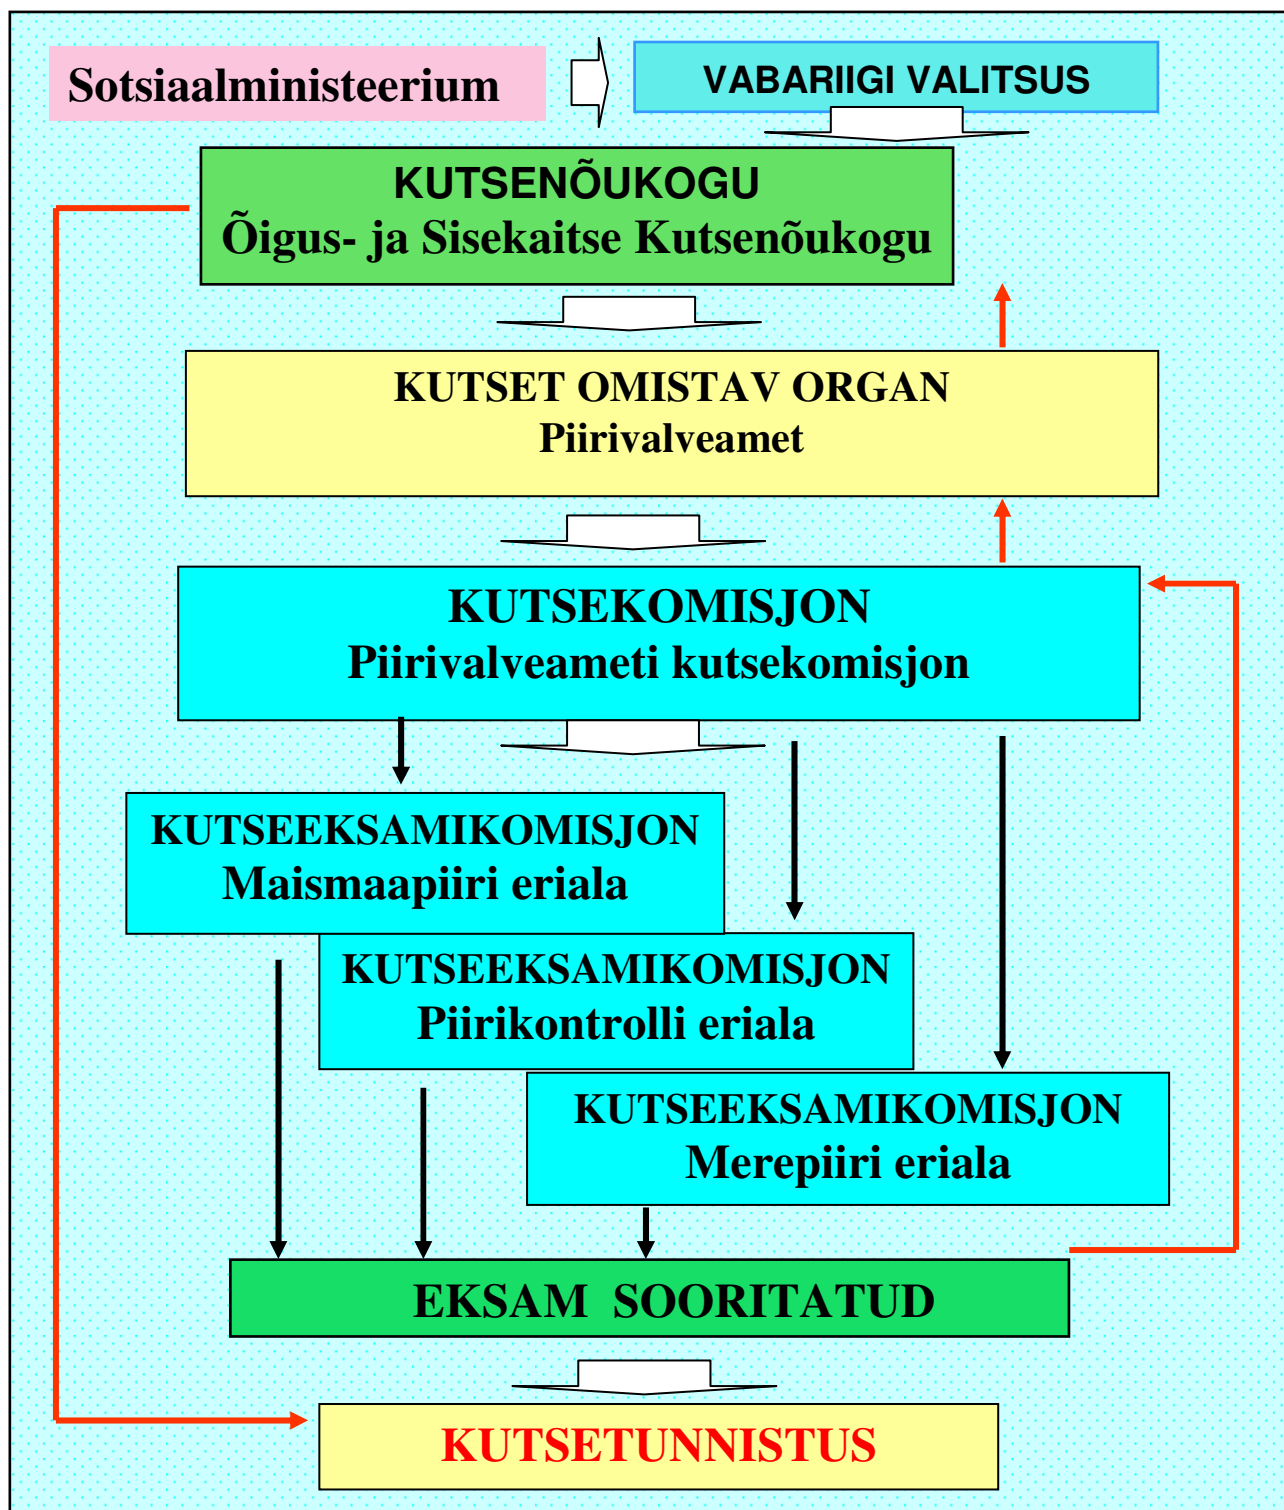 Sotsiaalministeerium
VABARIIGI VALITSUS
KUTSENÕUKOGU
Õigus- ja Sisekaitse Kutsenõukogu
KUTSET OMISTAV ORGAN
Piirivalveamet
KUTSEKOMISJON
Piirivalveameti kutsekomisjon
KUTSEEKSAMIKOMISJON
Maismaapiiri eriala
KUTSEEKSAMIKOMISJON
Piirikontrolli eriala
KUTSEEKSAMIKOMISJON
Merepiiri eriala
EKSAM SOORITATUD
KUTSETUNNISTUS